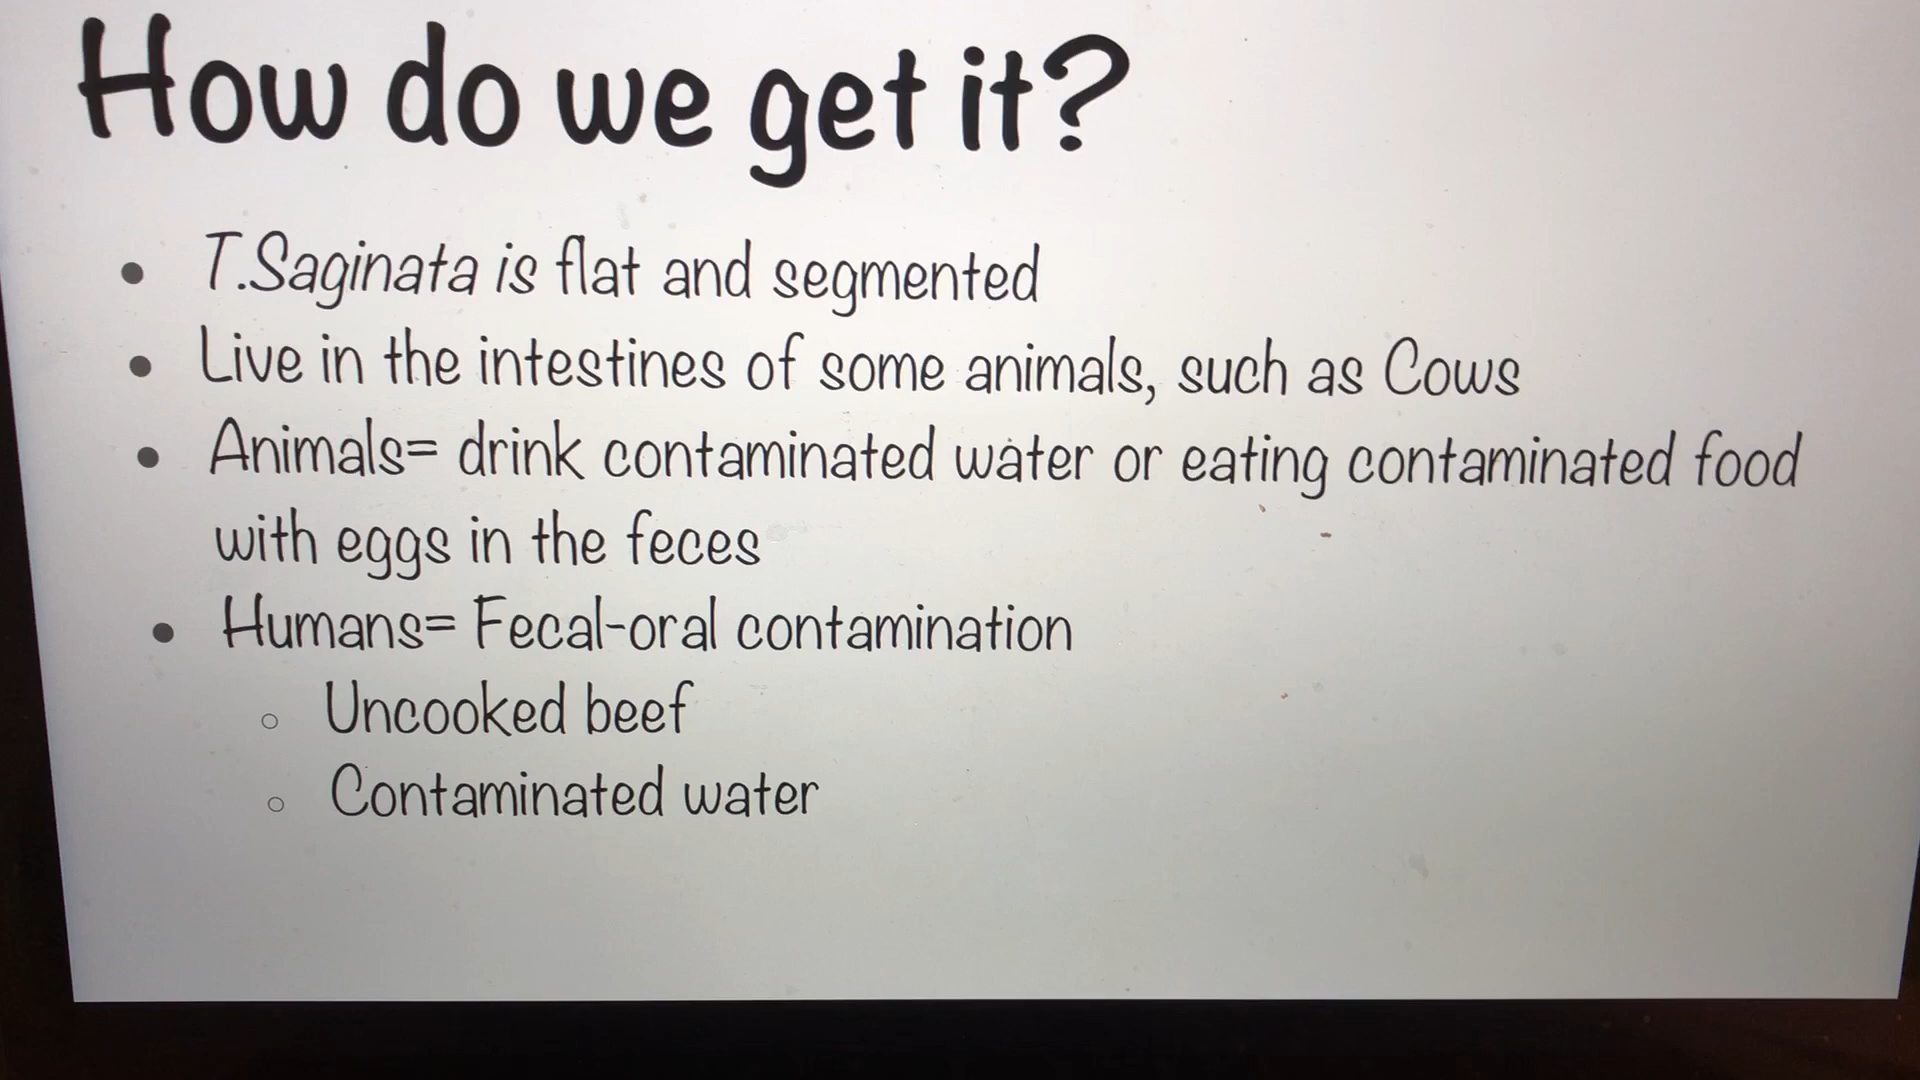 How do we get it?
• T.Saginata is flat and segmented
• Live in the intestines of some animals, such as Cows
• Animals= drink contaminated water or eating contaminated food
with eggs in the feces
• Humans= Fecal-oral contamination
○ Uncooked beef
○ Contaminated water